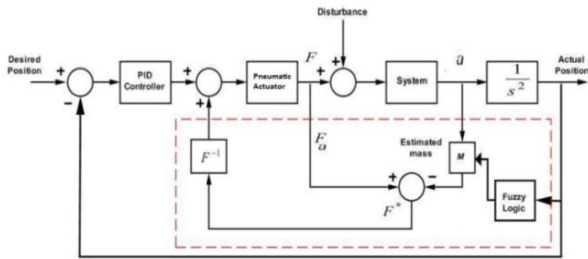 Disturbance
Desired
Position
+
−
PID
Controller
+
+
Pneumatic
Actuator
F
+
+
System
a
1
s²
Actual
Position
F⁻¹
Fₐ
Estimated
mass
M
+
−
F*
Fuzzy
Logic